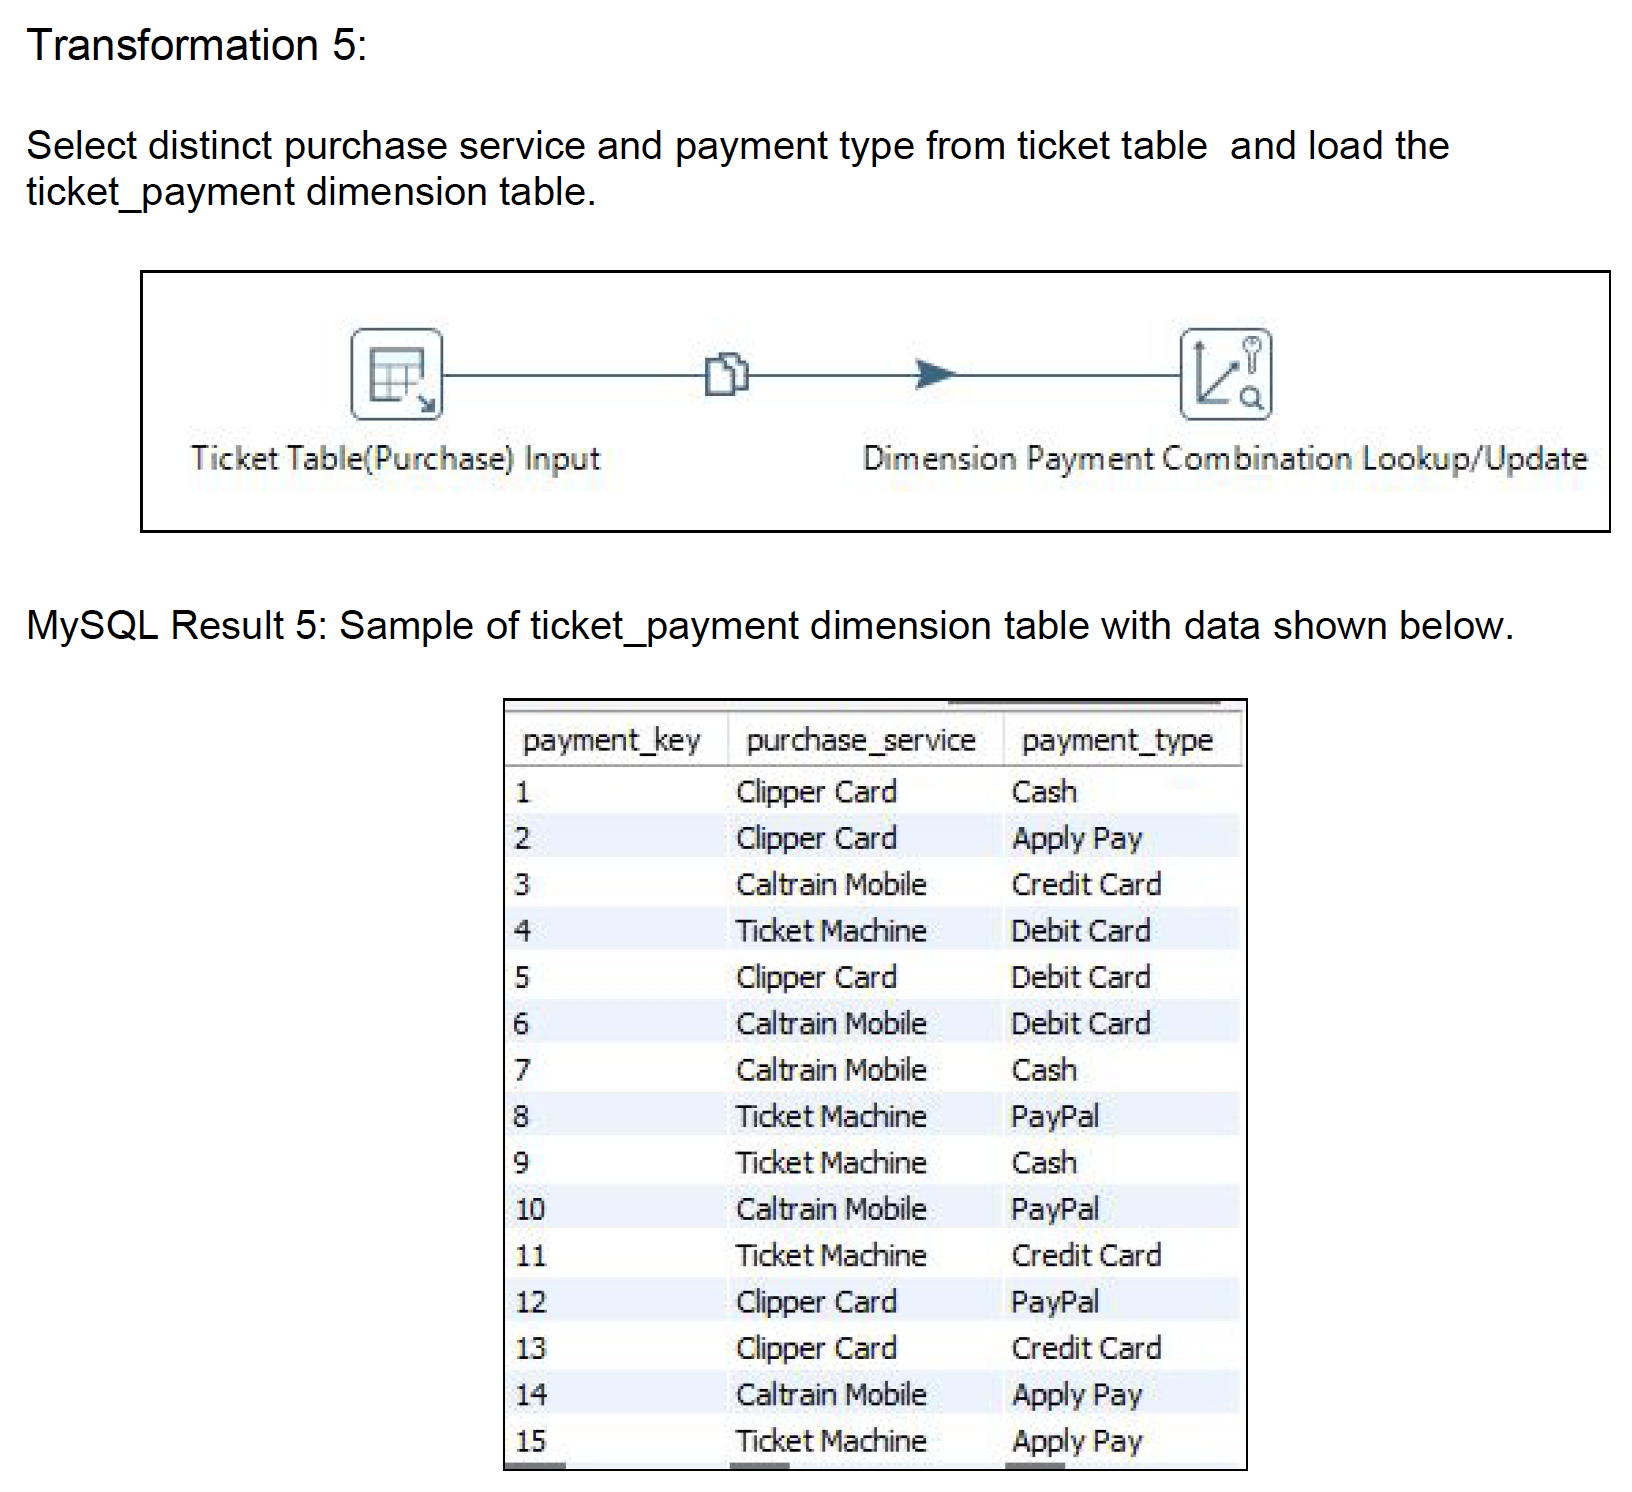 Transformation 5:
Select distinct purchase service and payment type from ticket table  and load the
ticket_payment dimension table.
Ticket Table(Purchase) Input
Dimension Payment Combination Lookup/Update
MySQL Result 5: Sample of ticket_payment dimension table with data shown below.
payment_key purchase_service payment_type
1 Clipper Card Cash
2 Clipper Card Apply Pay
3 Caltrain Mobile Credit Card
4 Ticket Machine Debit Card
5 Clipper Card Debit Card
6 Caltrain Mobile Debit Card
7 Caltrain Mobile Cash
8 Ticket Machine PayPal
9 Ticket Machine Cash
10 Caltrain Mobile PayPal
11 Ticket Machine Credit Card
12 Clipper Card PayPal
13 Clipper Card Credit Card
14 Caltrain Mobile Apply Pay
15 Ticket Machine Apply Pay